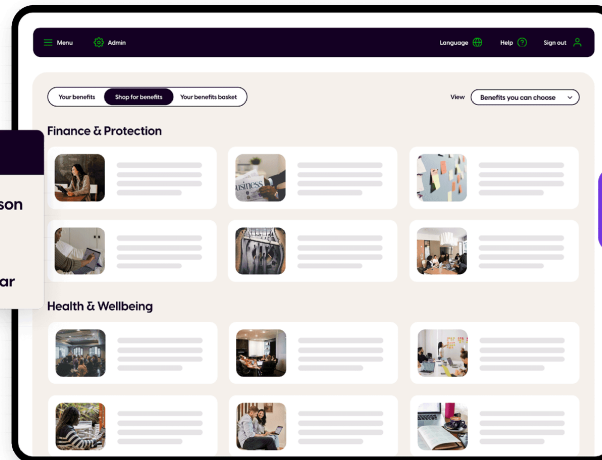 Menu
Admin
Language
Help
Sign out
Your benefits
Shop for benefits
Your benefits basket
View
Benefits you can choose
Finance & Protection
son
ar
Health & Wellbeing